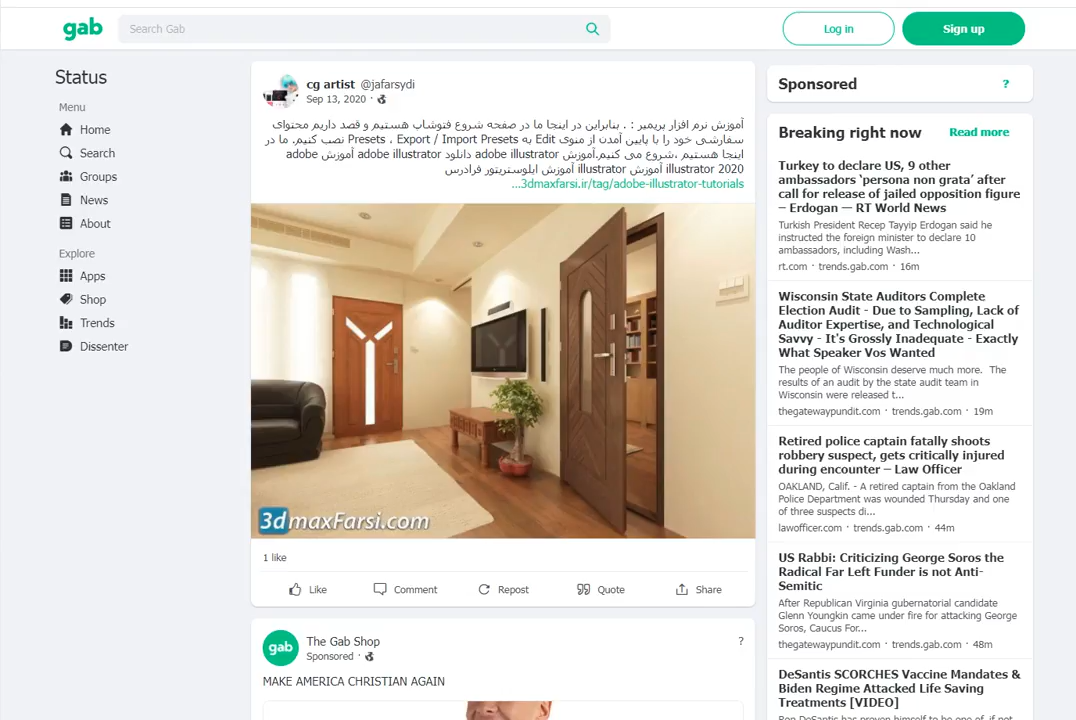 gab
Search Gab
Log in
Sign up
Status
Menu
Home
Search
Groups
News
About
Explore
Apps
Shop
Trends
Dissenter
cg artist @jafarsydi
Sep 13, 2020 ·
آموزش نرم افزار پریمیر : . بنابراین در اینجا ما در صفحه شروع فتوشاپ هستیم و قصد داریم محتوای
سفارشی خود را با پایین آمدن از منوی Edit به Presets ، Export / Import Presets نصب کنیم. ما در
اینجا هستیم ،شروع می کنیم.آموزش adobe illustrator دانلود adobe illustrator آموزش adobe
illustrator 2020 آموزش illustrator آموزش ایلوستریتور فرادرس
3dmaxfarsi.ir/tag/adobe-illustrator-tutorials…
3dmaxFarsi.com
1 like
Like
Comment
Repost
Quote
Share
gab
The Gab Shop
?
Sponsored ·
MAKE AMERICA CHRISTIAN AGAIN
Sponsored
?
Breaking right now
Read more
Turkey to declare US, 9 other
ambassadors ‘persona non grata’ after
call for release of jailed opposition figure
– Erdogan — RT World News
Turkish President Recep Tayyip Erdogan said he
instructed the foreign minister to declare 10
ambassadors, including Wash...
rt.com · trends.gab.com · 16m
Wisconsin State Auditors Complete
Election Audit - Due to Sampling, Lack of
Auditor Expertise, and Technological
Savvy - It's Grossly Inadequate - Exactly
What Speaker Vos Wanted
The people of Wisconsin deserve much more.  The
results of an audit by the state audit team in
Wisconsin were released t...
thegatewaypundit.com · trends.gab.com · 19m
Retired police captain fatally shoots
robbery suspect, gets critically injured
during encounter – Law Officer
OAKLAND, Calif. - A retired captain from the Oakland
Police Department was wounded Thursday and one
of three suspects di...
lawofficer.com · trends.gab.com · 44m
US Rabbi: Criticizing George Soros the
Radical Far Left Funder is not Anti-
Semitic
After Republican Virginia gubernatorial candidate
Glenn Youngkin came under fire for attacking George
Soros, Caucus For...
thegatewaypundit.com · trends.gab.com · 48m
DeSantis SCORCHES Vaccine Mandates &
Biden Regime Attacked Life Saving
Treatments [VIDEO]
Ron DeSantis has proven himself to be one of, if not